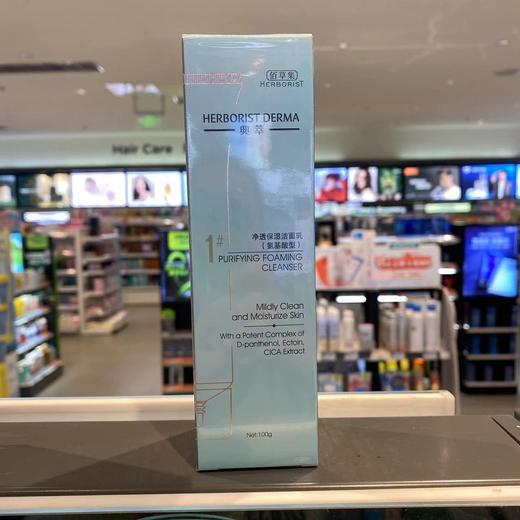 佰草集
HERBORIST
HERBORIST DERMA
典萃
Hair Care
净透保湿洁面乳
（氨基酸型）
1#
PURIFYING FOAMING
CLEANSER
Mildly Clean
and Moisturize Skin
With a Potent Complex of
D-panthenol, Ectoin,
CICA Extract
Net:100g